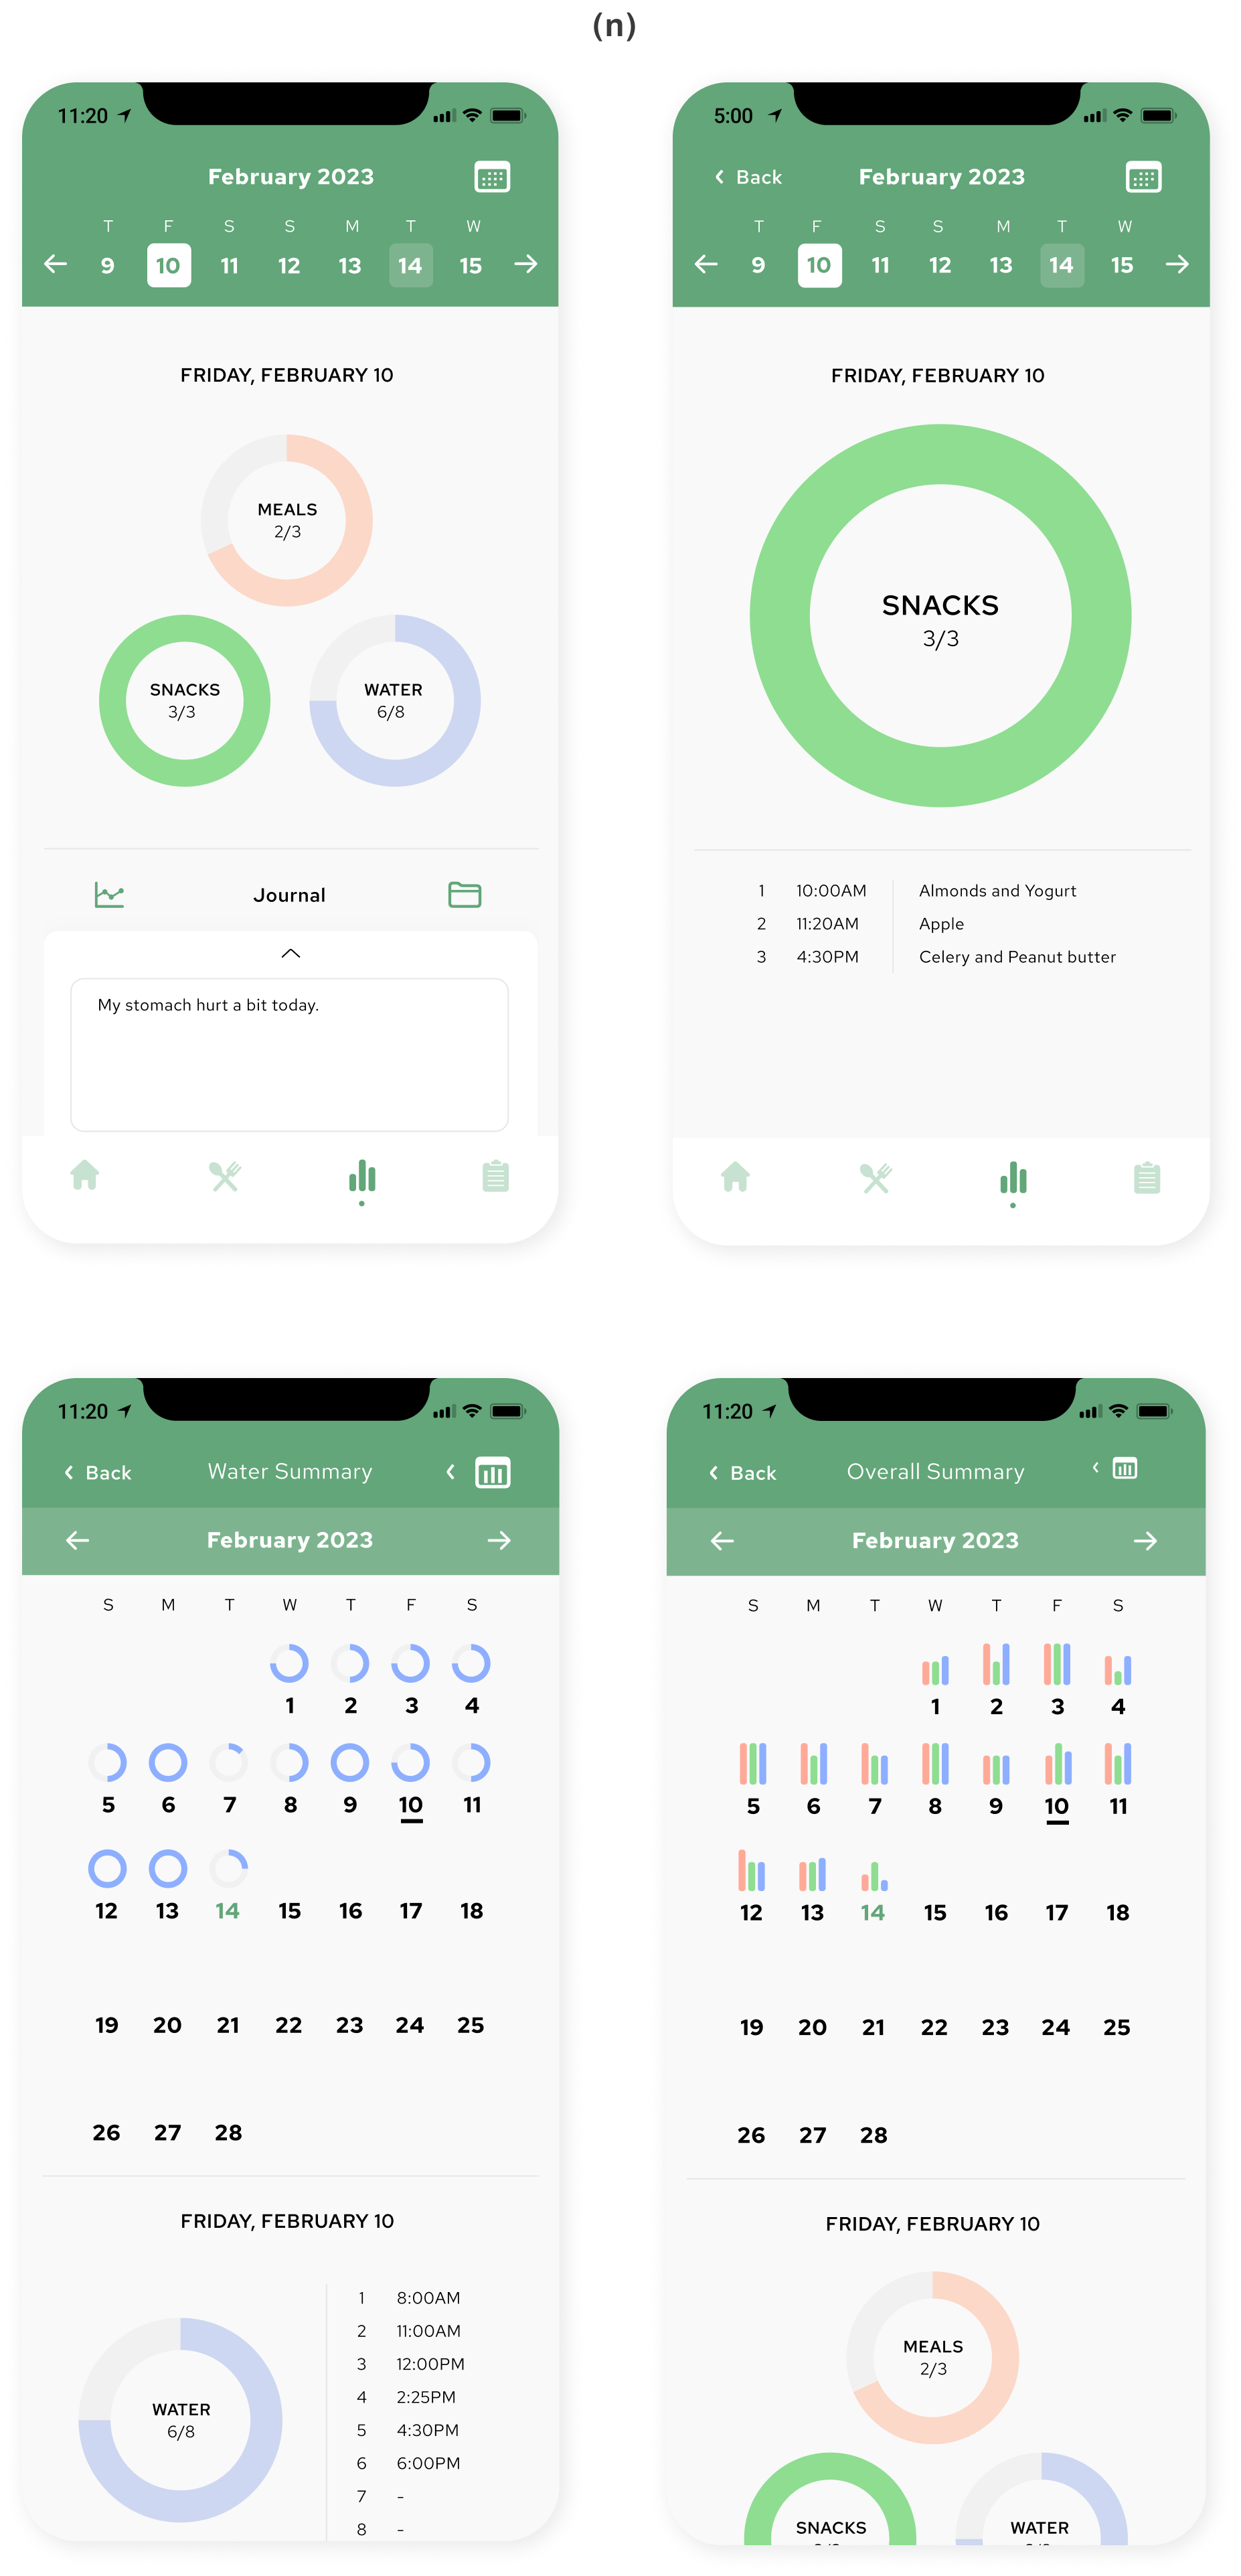 (n)
11:20
February 2023
T F S S M T W
9 10 11 12 13 14 15
FRIDAY, FEBRUARY 10
MEALS
2/3
SNACKS
3/3
WATER
6/8
Journal
My stomach hurt a bit today.
5:00
Back February 2023
T F S S M T W
9 10 11 12 13 14 15
FRIDAY, FEBRUARY 10
SNACKS
3/3
1 10:00AM Almonds and Yogurt
2 11:20AM Apple
3 4:30PM Celery and Peanut butter
11:20
Back Water Summary
February 2023
S M T W T F S
1 2 3 4
5 6 7 8 9 10 11
12 13 14 15 16 17 18
19 20 21 22 23 24 25
26 27 28
FRIDAY, FEBRUARY 10
WATER
6/8
1 8:00AM
2 11:00AM
3 12:00PM
4 2:25PM
5 4:30PM
6 6:00PM
7 -
8 -
11:20
Back Overall Summary
February 2023
S M T W T F S
1 2 3 4
5 6 7 8 9 10 11
12 13 14 15 16 17 18
19 20 21 22 23 24 25
26 27 28
FRIDAY, FEBRUARY 10
MEALS
2/3
SNACKS
WATER